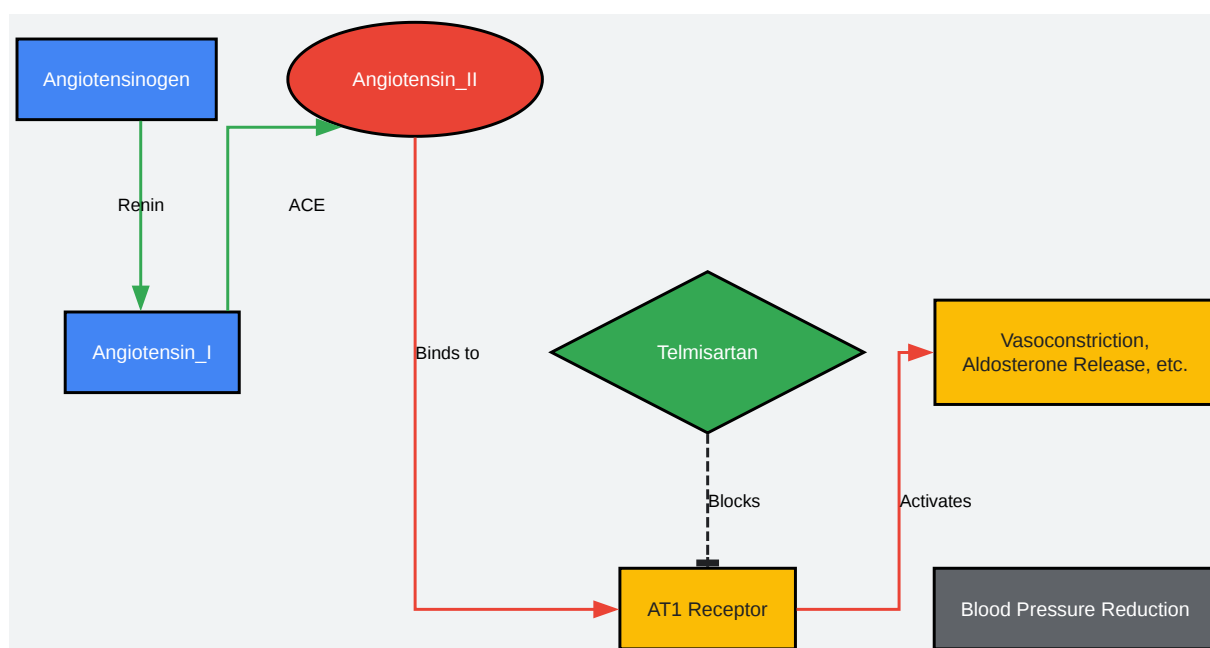 Angiotensinogen
Angiotensin_II
Renin
ACE
Angiotensin_I
Binds to
Telmisartan
Vasoconstriction,
Aldosterone Release, etc.
Blocks
Activates
AT1 Receptor
Blood Pressure Reduction